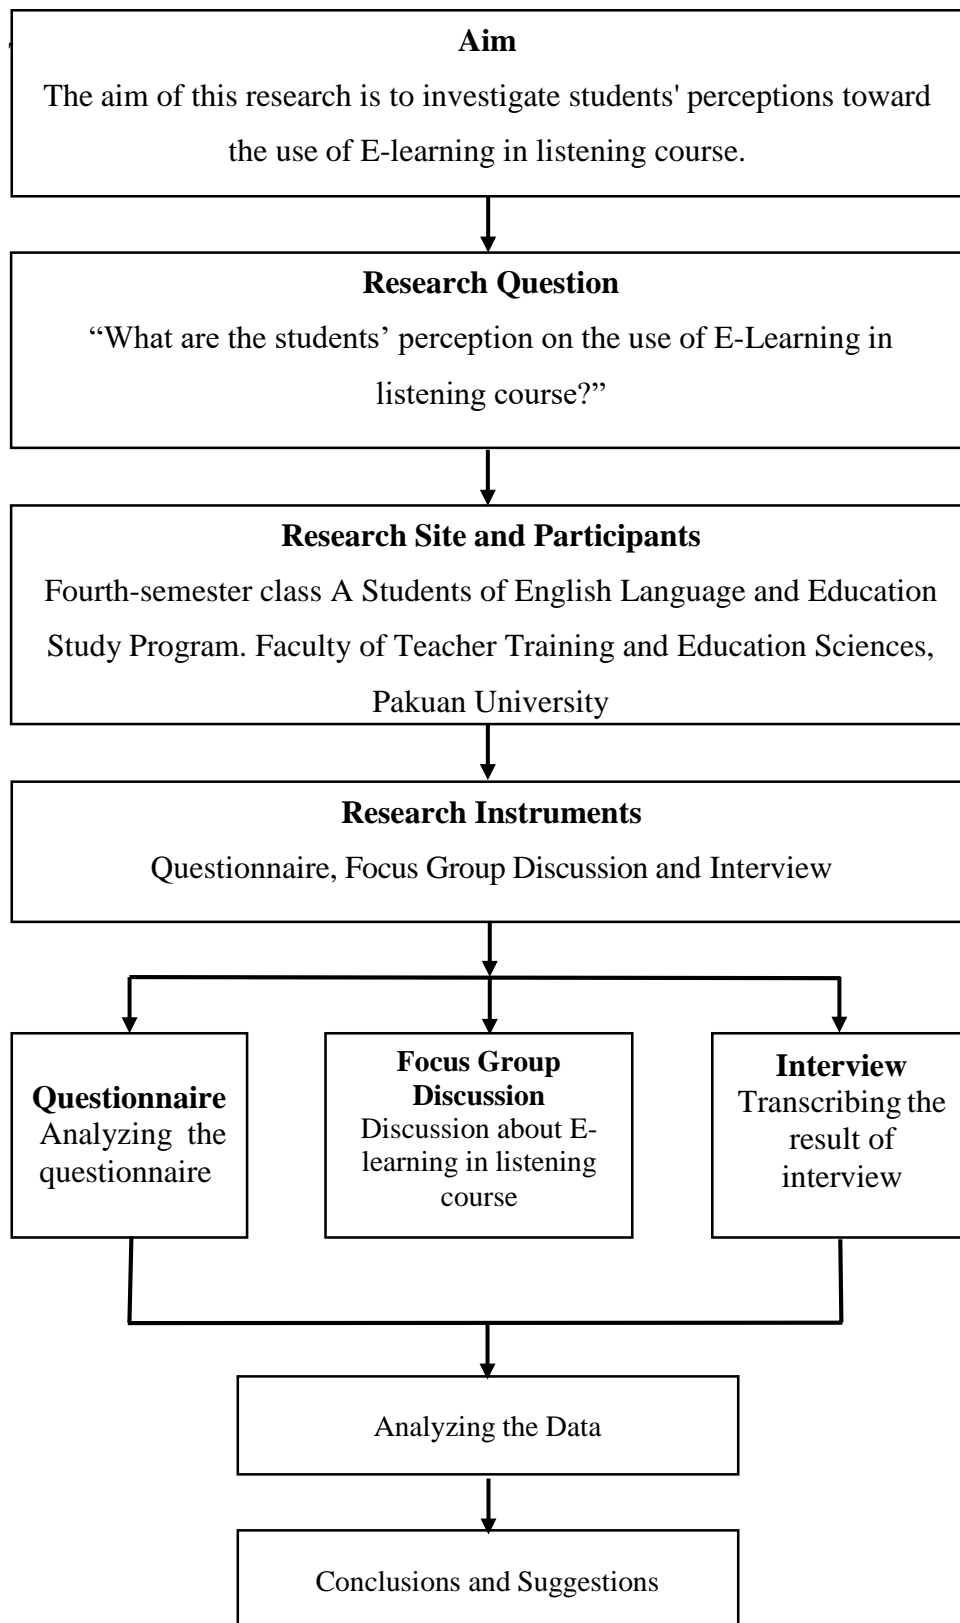 Aim
The aim of this research is to investigate students' perceptions toward
the use of E-learning in listening course.
Research Question
“What are the students’ perception on the use of E-Learning in
listening course?”
Research Site and Participants
Fourth-semester class A Students of English Language and Education
Study Program. Faculty of Teacher Training and Education Sciences,
Pakuan University
Research Instruments
Questionnaire, Focus Group Discussion and Interview
Questionnaire
Analyzing the
questionnaire
Focus Group
Discussion
Discussion about E-
learning in listening
course
Interview
Transcribing the
result of
interview
Analyzing the Data
Conclusions and Suggestions